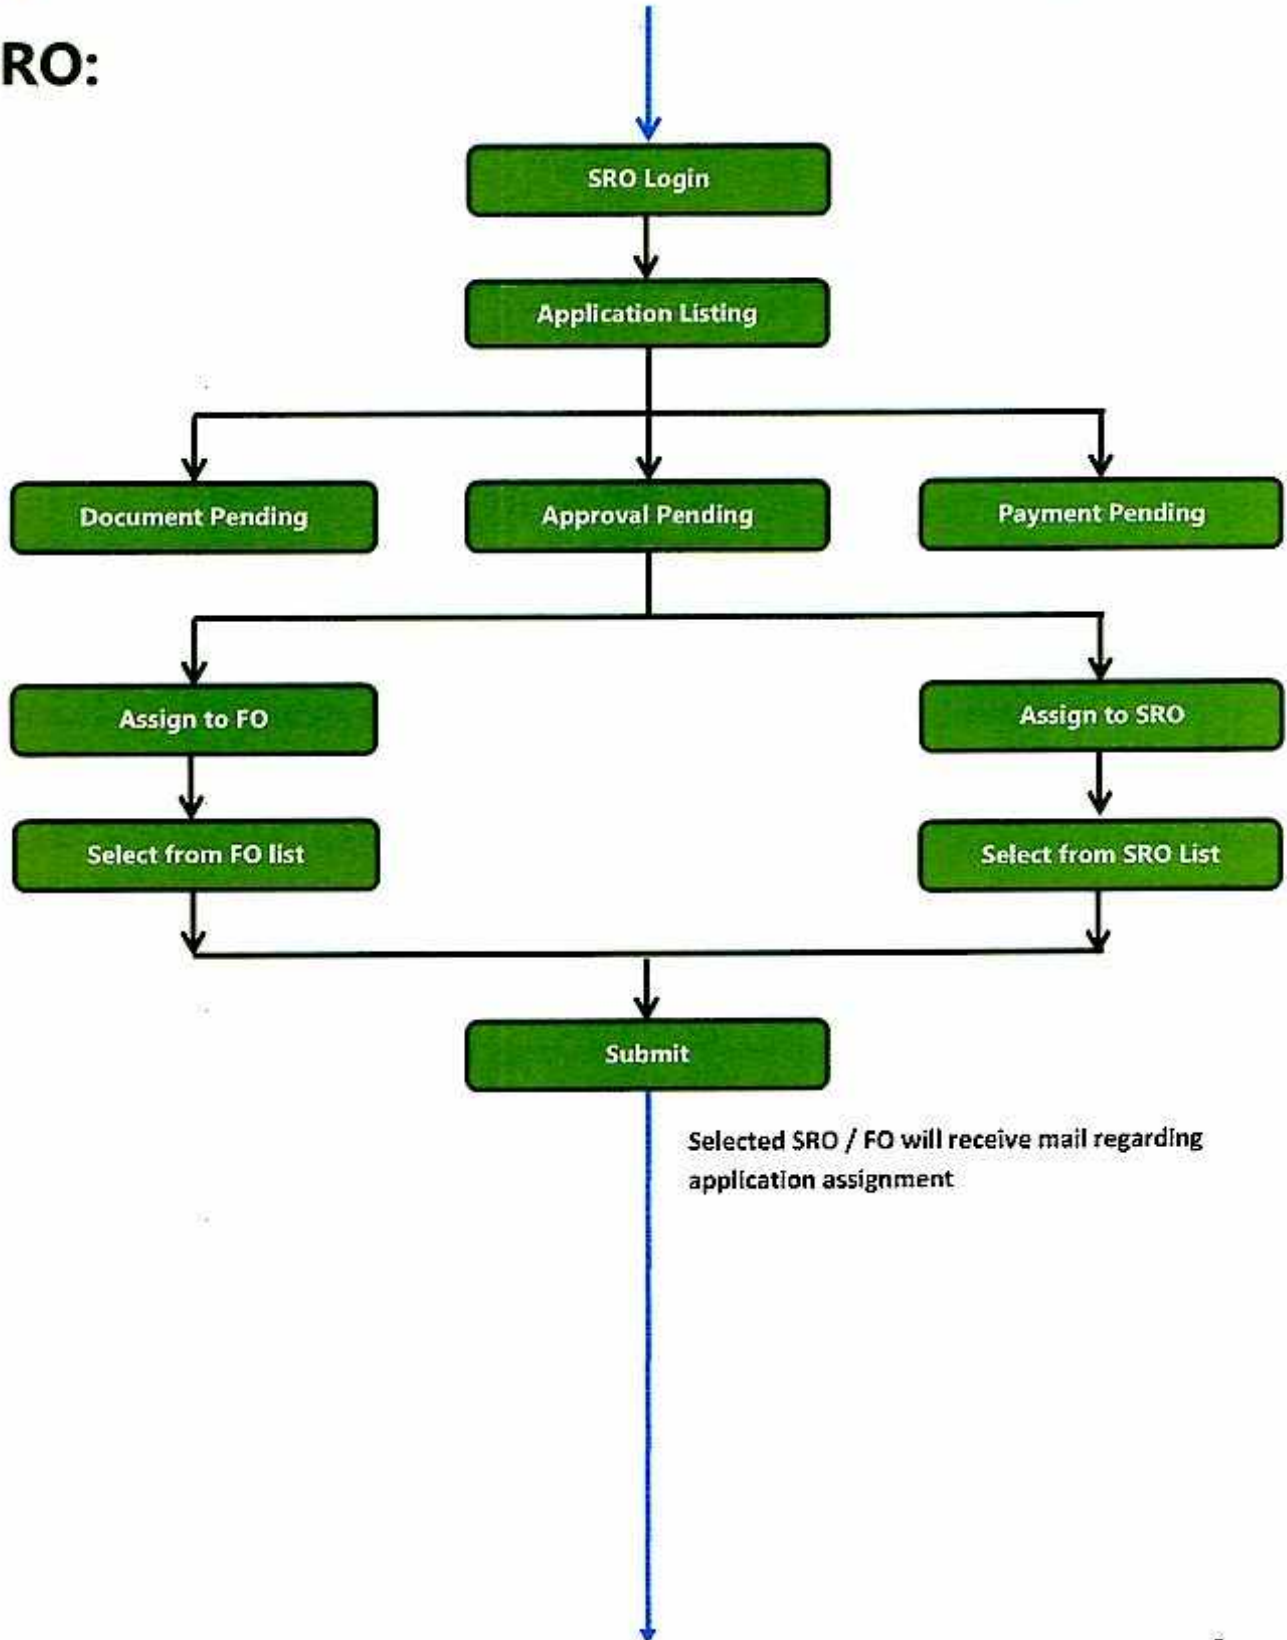 RO:
SRO Login
Application Listing
Document Pending
Approval Pending
Payment Pending
Assign to FO
Assign to SRO
Select from FO list
Select from SRO List
Submit
Selected SRO / FO will receive mail regarding
application assignment